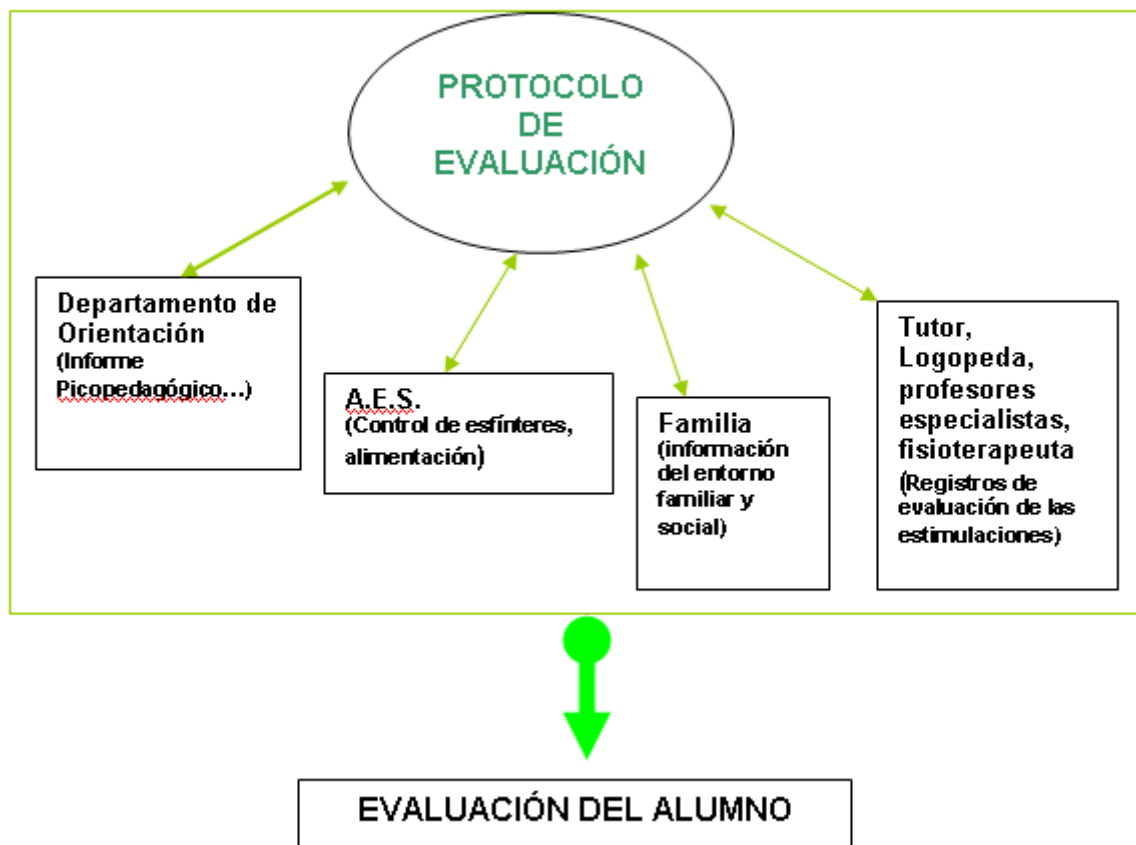 PROTOCOLO
DE
EVALUACIÓN
Departamento de
Orientación
(Informe
Picopedagógico...)
A.E.S.
(Control de esfínteres,
alimentación)
Familia
(información
del entorno
familiar y
social)
Tutor,
Logopeda,
profesores
especialistas,
fisioterapeuta
(Registros de
evaluación de las
estimulaciones)
EVALUACIÓN DEL ALUMNO